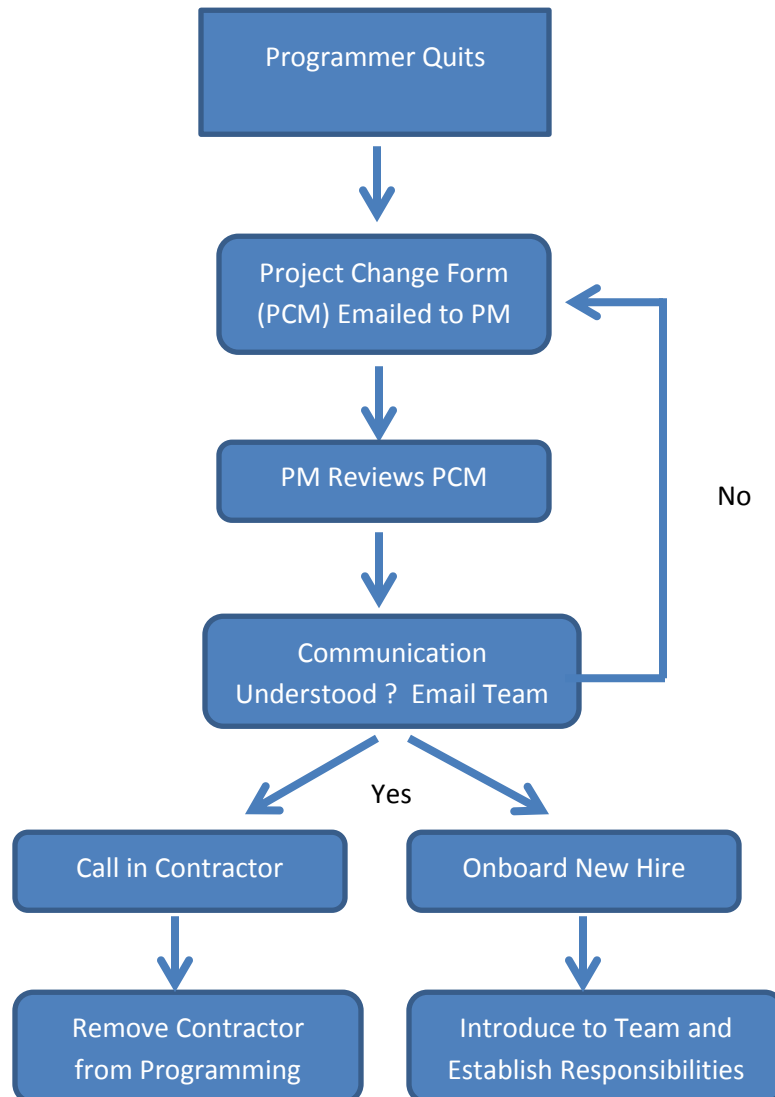 Programmer Quits
Project Change Form
(PCM) Emailed to PM
PM Reviews PCM
No
Communication
Understood ? Email Team
Yes
Call in Contractor
Onboard New Hire
Remove Contractor
from Programming
Introduce to Team and
Establish Responsibilities